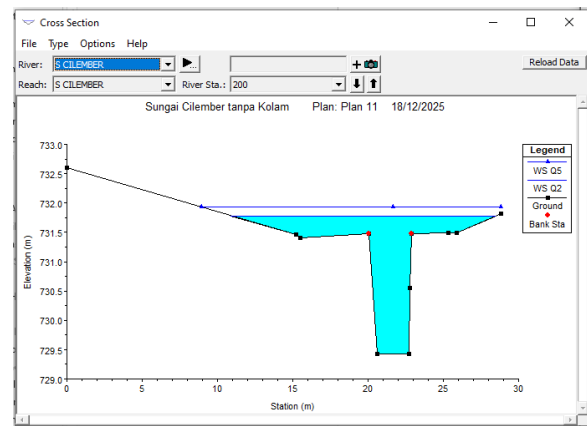 Cross Section
File Type Options Help
River: S CILEMBER
Reload Data
Reach: S CILEMBER River Sta.: 200
Sungai Cilember tanpa Kolam Plan: Plan 11 18/12/2025
Legend
WS Q5
WS Q2
Ground
Bank Sta
733.0
732.5
732.0
731.5
731.0
730.5
730.0
729.5
729.0
Elevation (m)
0 5 10 15 20 25 30
Station (m)